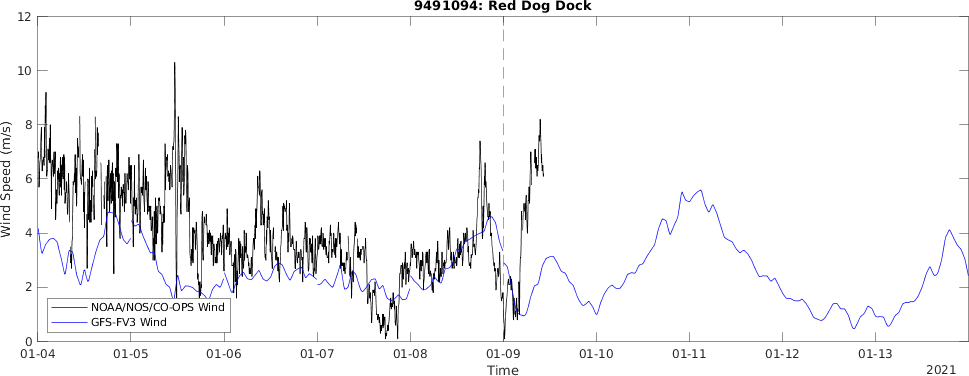 9491094: Red Dog Dock
12
10
8
6
4
2
0
Wind Speed (m/s)
NOAA/NOS/CO-OPS Wind
GFS-FV3 Wind
01-04 01-05 01-06 01-07 01-08 01-09 01-10 01-11 01-12 01-13
Time
2021